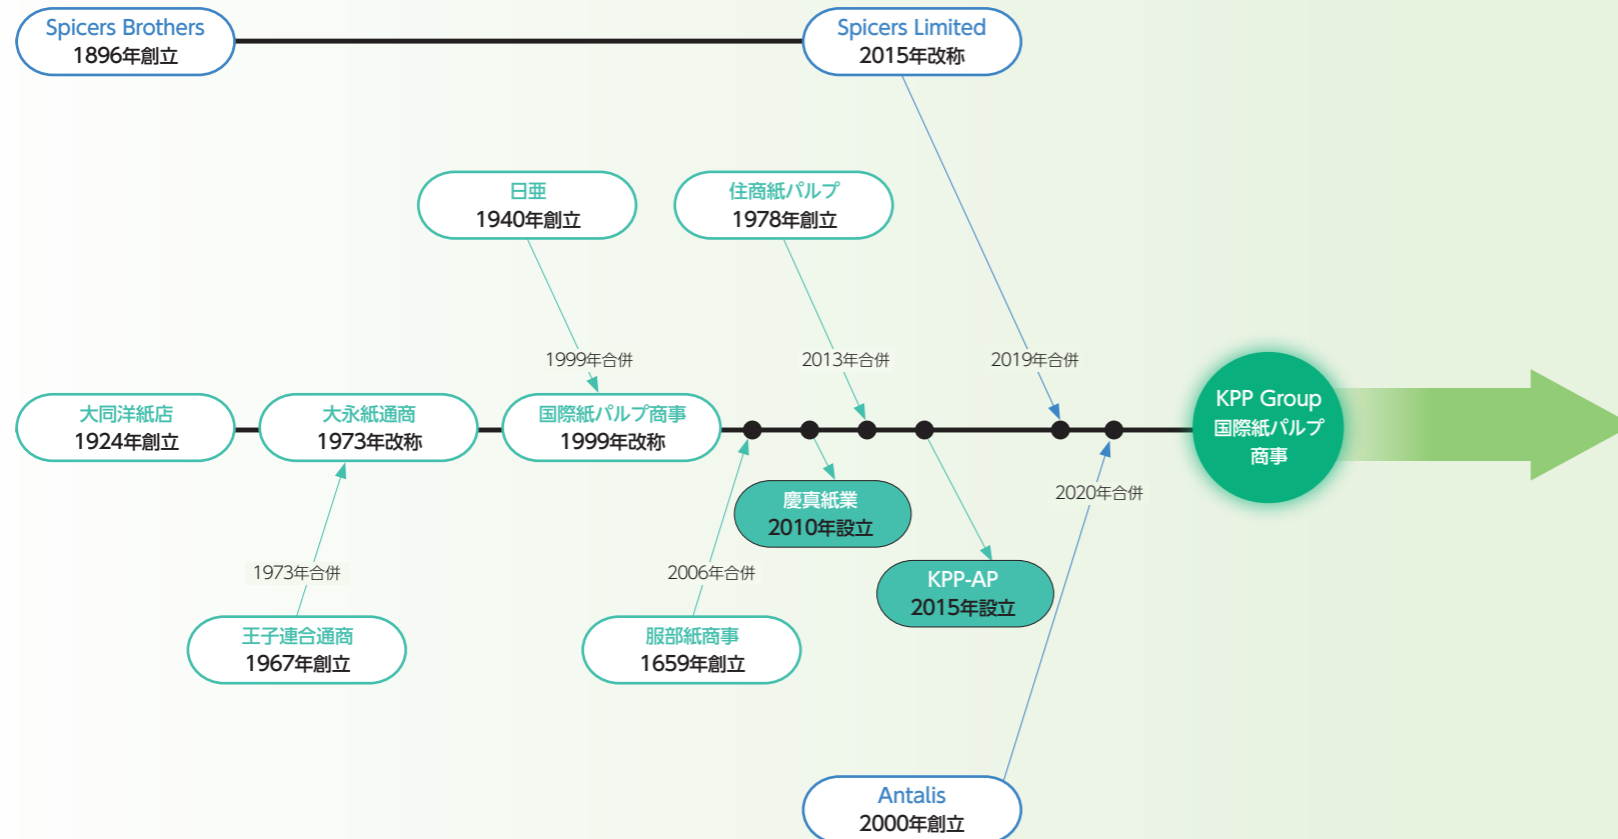 Spicers Brothers
1896年創立
Spicers Limited
2015年改称
日亜
1940年創立
住商紙パルプ
1978年創立
1999年合併
2013年合併
2019年合併
大同洋紙店
1924年創立
大永紙通商
1973年改称
国際紙パルプ商事
1999年改称
KPP Group
国際紙パルプ
商事
慶真紙業
2010年設立
2020年合併
1973年合併
2006年合併
KPP-AP
2015年設立
王子連合通商
1967年創立
服部紙商事
1659年創立
Antalis
2000年創立